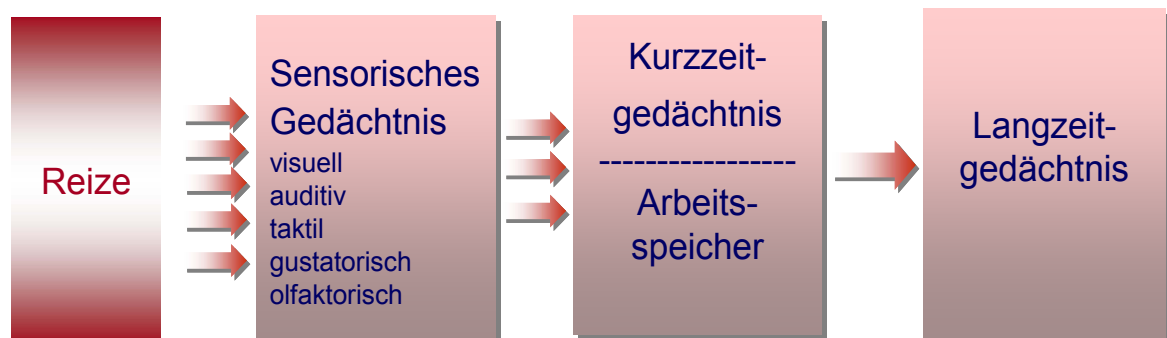 Reize
Sensorisches
Gedächtnis
visuell
auditiv
taktil
gustatorisch
olfaktorisch
Kurzzeit-
gedächtnis
-----------------
Arbeits-
speicher
Langzeit-
gedächtnis